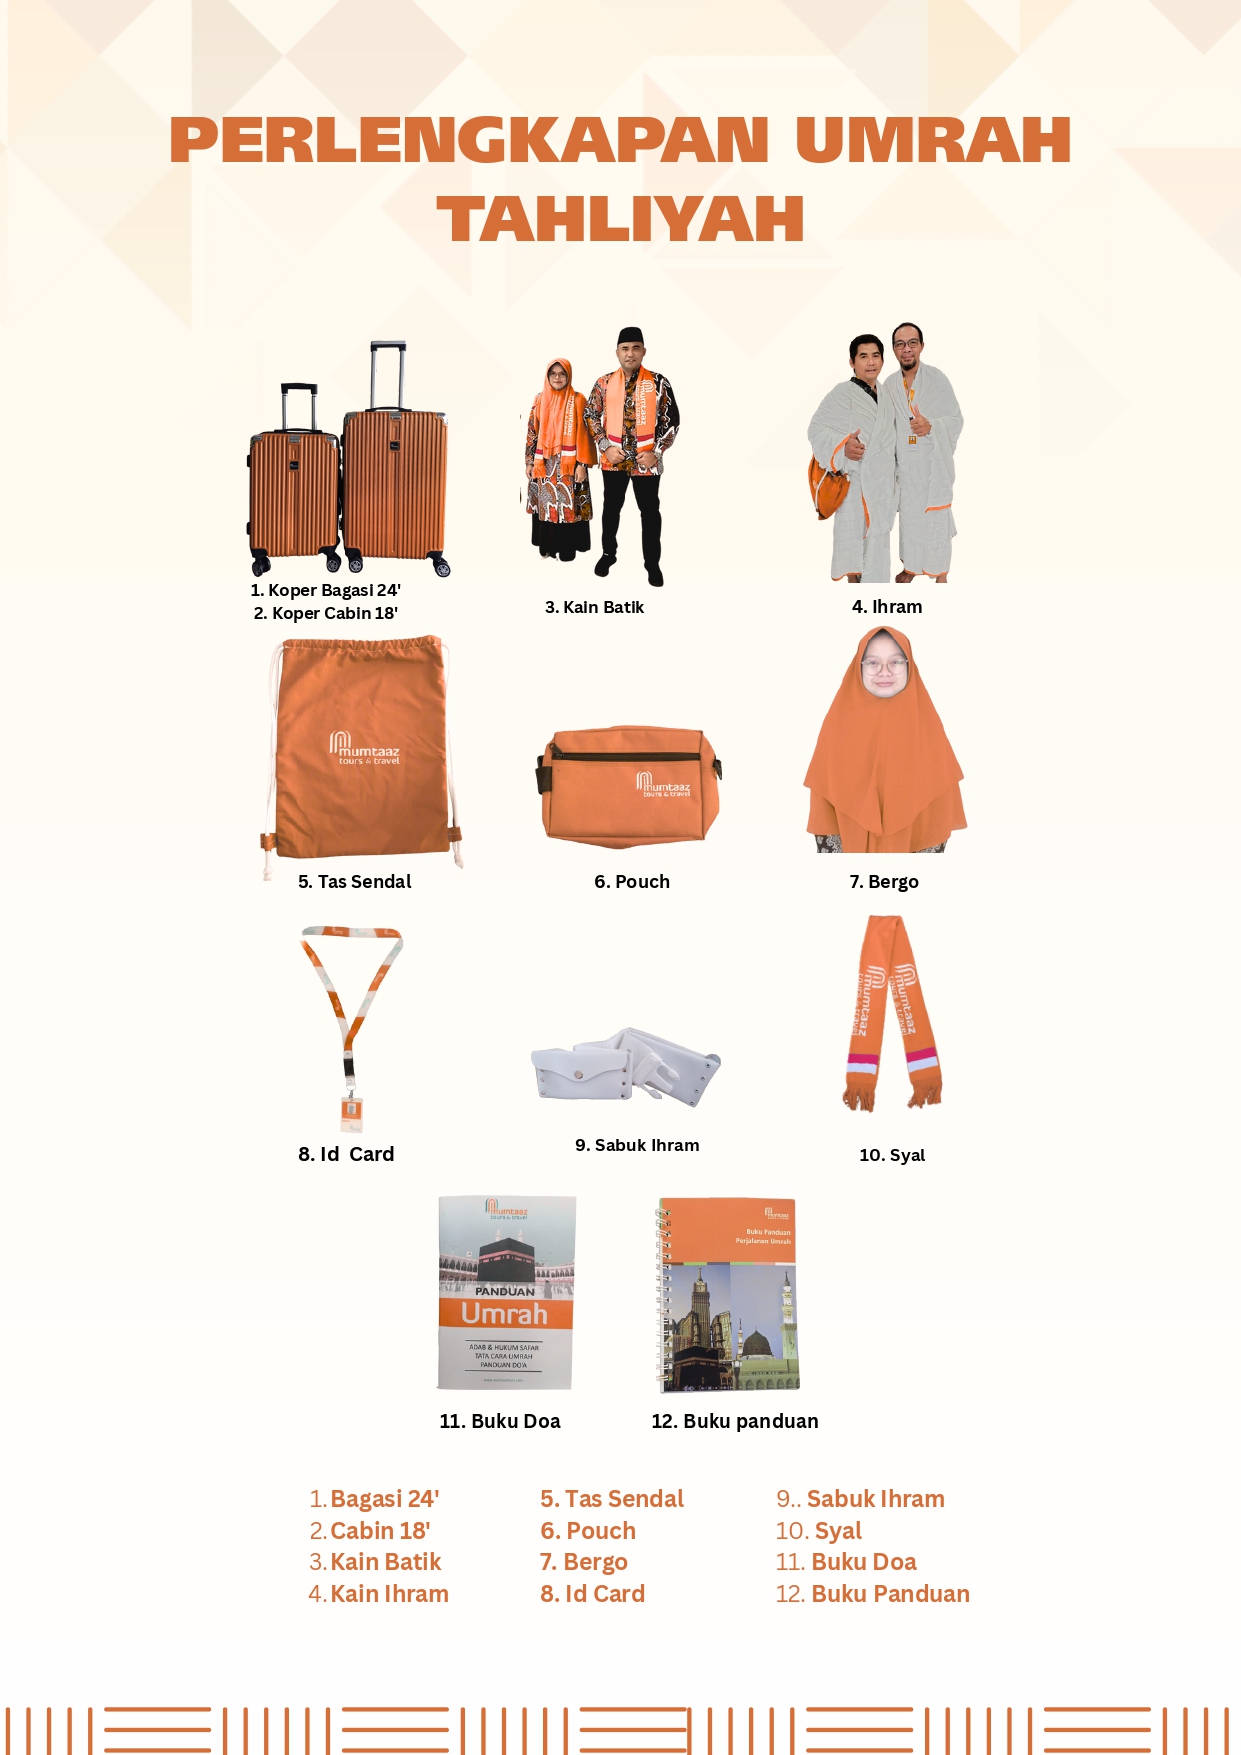 PERLENGKAPAN UMRAH
TAHLIYAH
1. Koper Bagasi 24'
2. Koper Cabin 18'
mumtaaz
mumtaaz
3. Kain Batik
4. Ihram
mumtaaz
tours & travel
5. Tas Sendal
mumtaaz
tours & travel
6. Pouch
7. Bergo
8. Id Card
9. Sabuk Ihram
mumtaaz
tours & travel
mumtaaz
tours & travel
10. Syal
mumtaaz
tours & travel
PANDUAN
Umrah
ADAB & HUKUM SAFAR
TATA CARA UMRAH
PANDUAN DO'A
11. Buku Doa
mumtaaz
Buku Panduan
Perjalanan Umrah
12. Buku panduan
1. Bagasi 24'
2. Cabin 18'
3. Kain Batik
4. Kain Ihram
5. Tas Sendal
6. Pouch
7. Bergo
8. Id Card
9.. Sabuk Ihram
10. Syal
11. Buku Doa
12. Buku Panduan